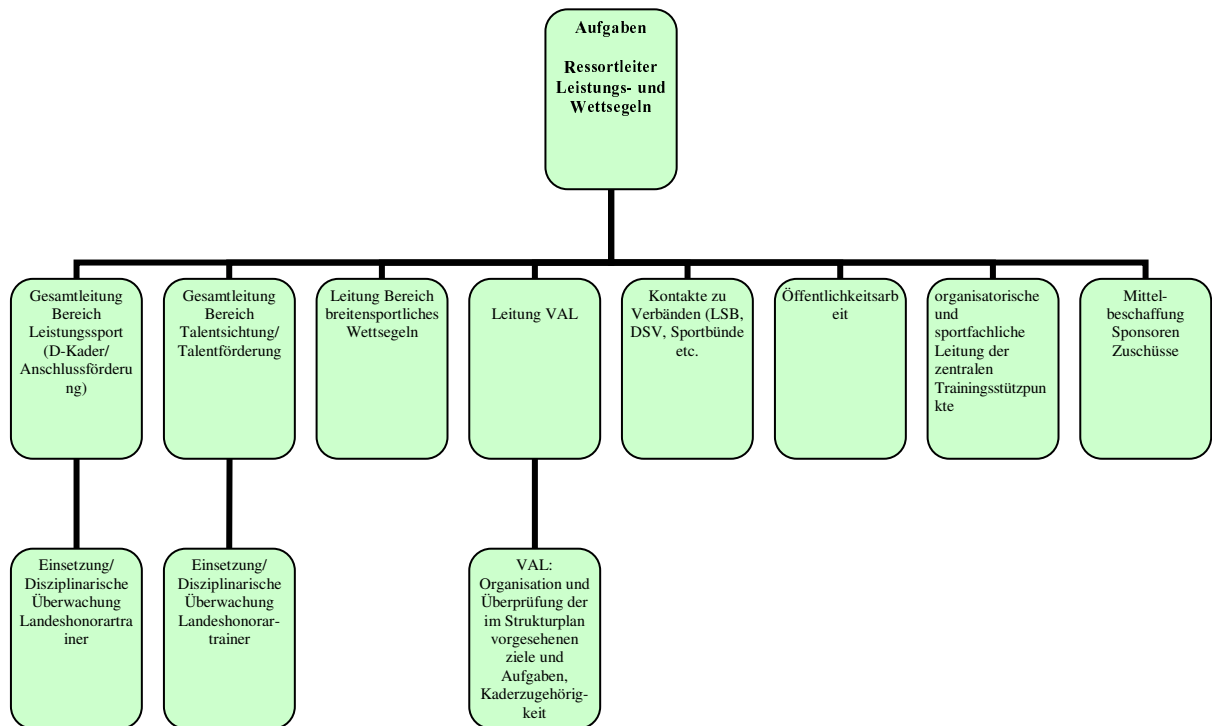 Aufgaben
Ressortleiter
Leistungs- und
Wettsegeln
Gesamtleitung
Bereich
Leistungssport
(D-Kader/
Anschlussförderu
ng)
Gesamtleitung
Bereich
Talentsichtung/
Talentförderung
Leitung Bereich
breitensportliches
Wettsegeln
Leitung VAL
Kontakte zu
Verbänden (LSB,
DSV, Sportbünde
etc.
Öffentlichkeitsarb
eit
organisatorische
und
sportfachliche
Leitung der
zentralen
Trainingsstützpun
kte
Mittel-
beschaffung
Sponsoren
Zuschüsse
Einsetzung/
Disziplinarische
Überwachung
Landeshonorartra
iner
Einsetzung/
Disziplinarische
Überwachung
Landeshonorar-
trainer
VAL:
Organisation und
Überprüfung der
im Strukturplan
vorgesehenen
ziele und
Aufgaben,
Kaderzugehörig-
keit